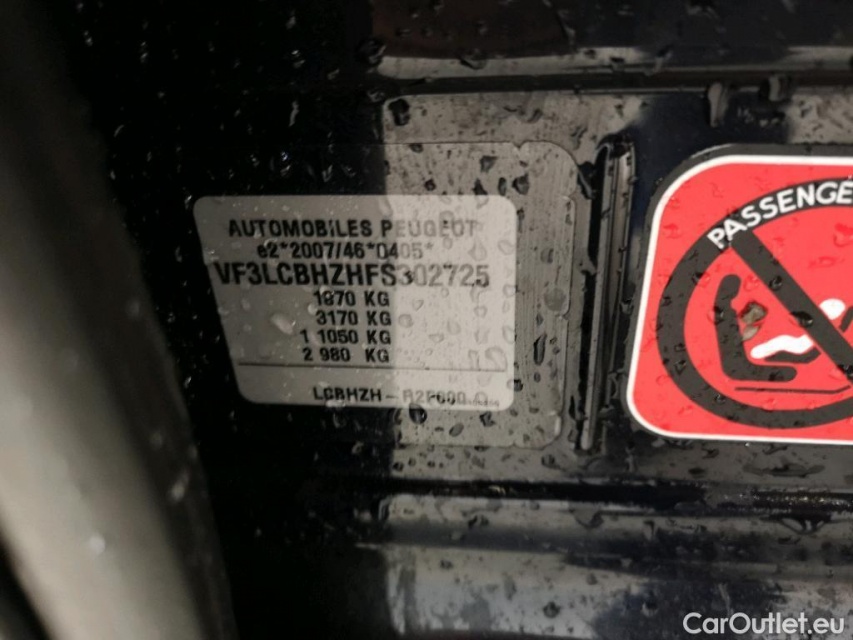 AUTOMOBILES PEUGEOT
e2*2007/46*0405*
VF3LCBHZHFS302725
1870 KG
3170 KG
1 1050 KG
2 980 KG
LCBHZH -
PASSENGE
CarOutlet.eu